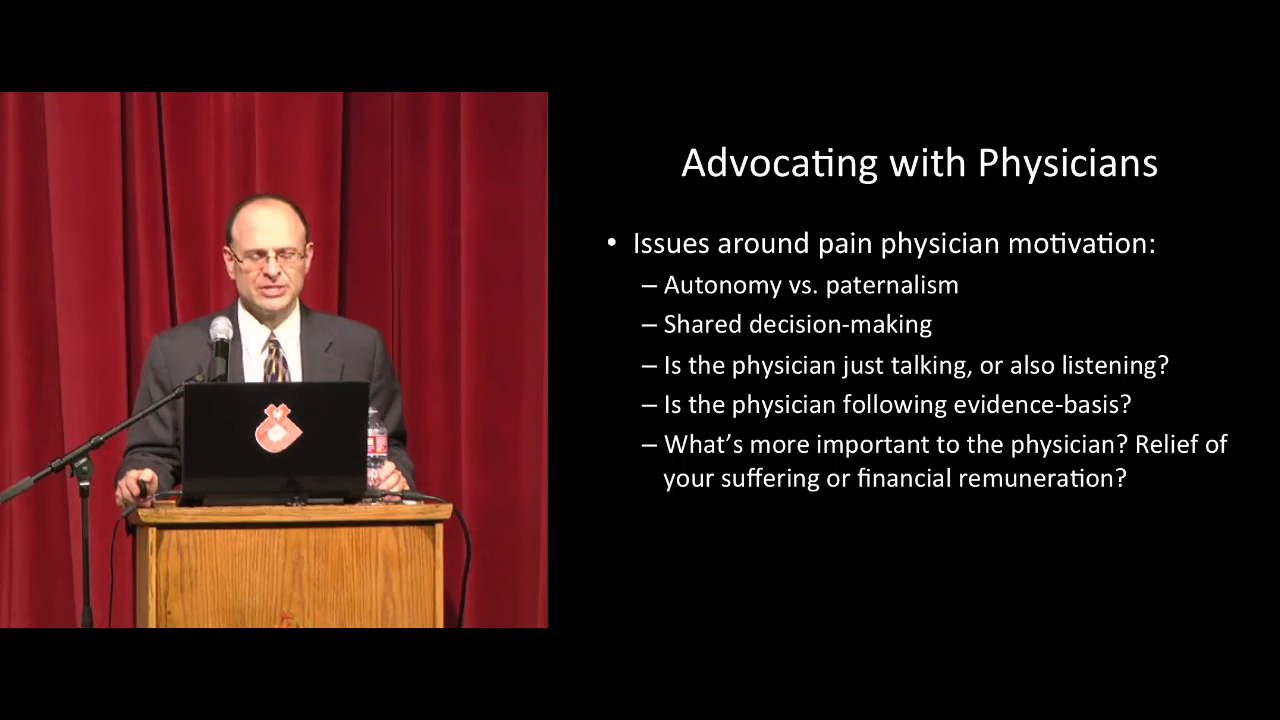 Advocating with Physicians
• Issues around pain physician motivation:
– Autonomy vs. paternalism
– Shared decision-making
– Is the physician just talking, or also listening?
– Is the physician following evidence-basis?
– What’s more important to the physician? Relief of
your suffering or financial remuneration?